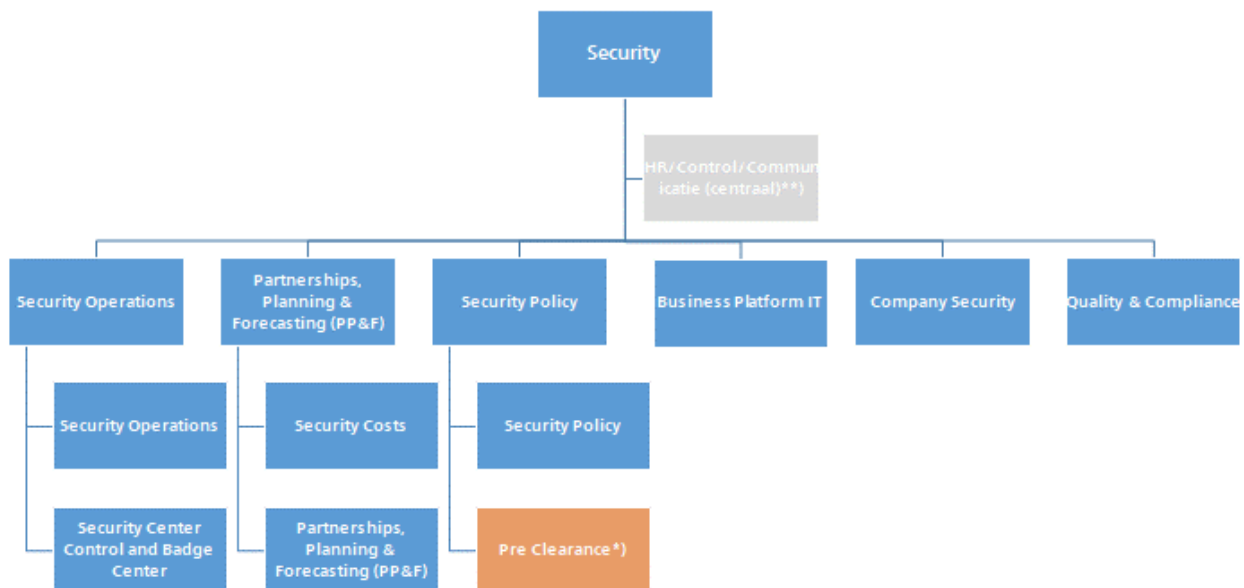 Security
HR/Control/Commun
icatie (centraal)**)
Security Operations
Partnerships,
Planning &
Forecasting (PP&F)
Security Policy
Business Platform IT
Company Security
Quality & Compliance
Security Operations
Security Costs
Security Policy
Security Center
Control and Badge
Center
Partnerships,
Planning &
Forecasting (PP&F)
Pre Clearance*)